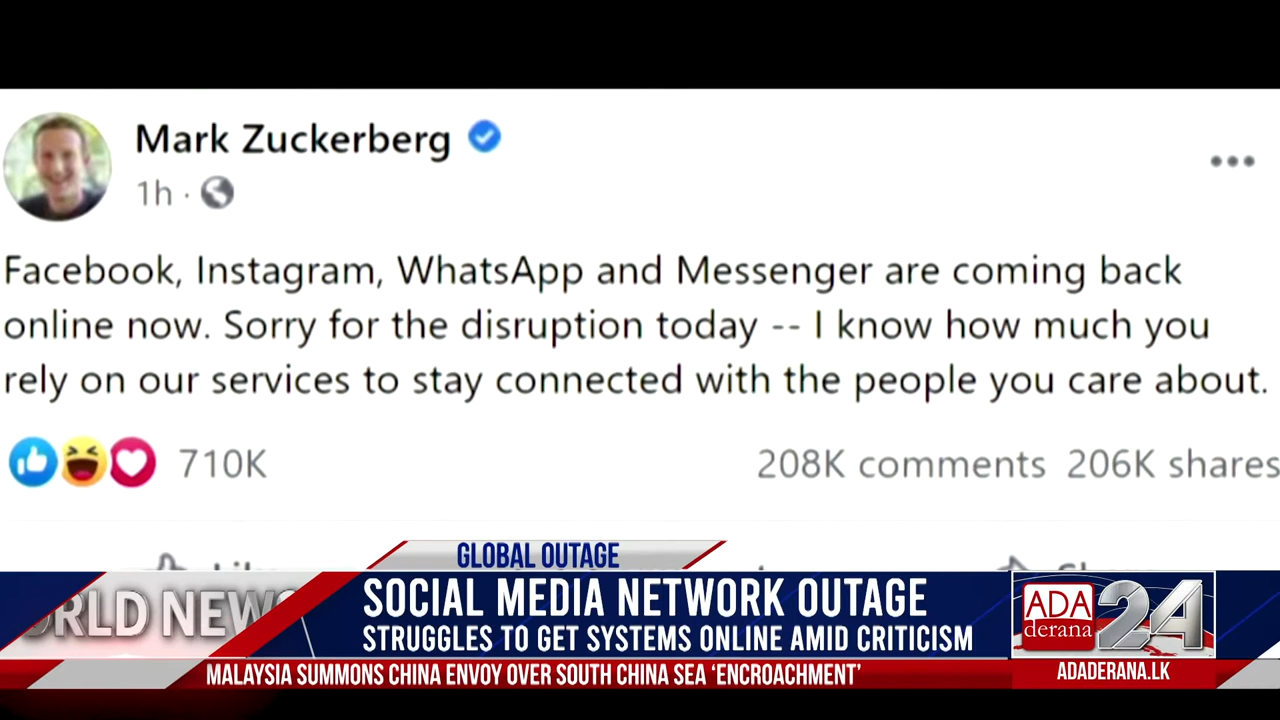 Mark Zuckerberg
1h ·
Facebook, Instagram, WhatsApp and Messenger are coming back
online now. Sorry for the disruption today -- I know how much you
rely on our services to stay connected with the people you care about.
710K
208K comments 206K shares
GLOBAL OUTAGE
RLD NEWS
SOCIAL MEDIA NETWORK OUTAGE
STRUGGLES TO GET SYSTEMS ONLINE AMID CRITICISM
ADA
derana
24
MALAYSIA SUMMONS CHINA ENVOY OVER SOUTH CHINA SEA ‘ENCROACHMENT’
ADADERANA.LK